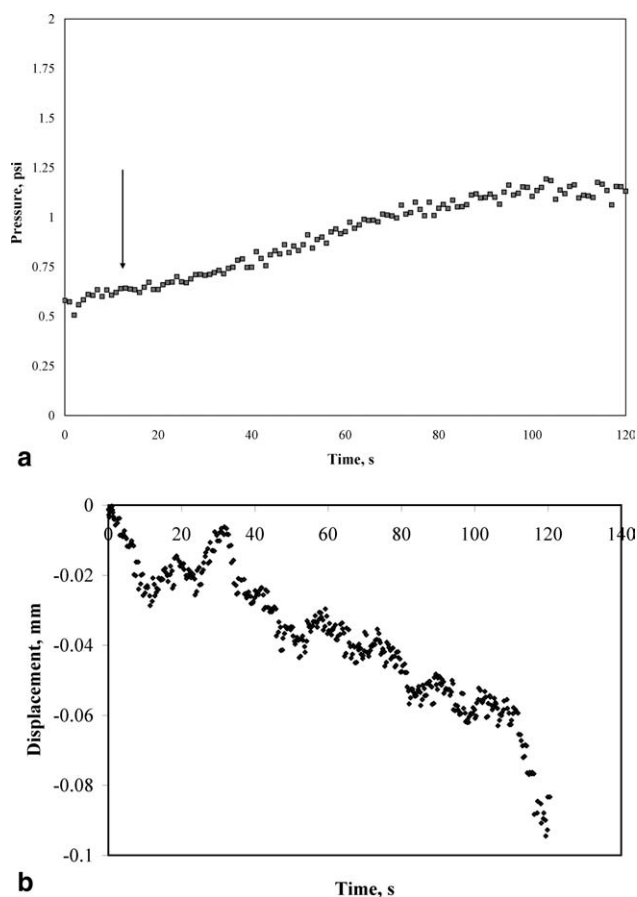 2
1.75
1.5
1.25
1
0.75
0.5
0.25
0
Pressure, psi
0 20 40 60 80 100 120
Time, s
a
0
-0.02
-0.04
-0.06
-0.08
-0.1
Displacement, mm
0 20 40 60 80 100 120 140
Time, s
b